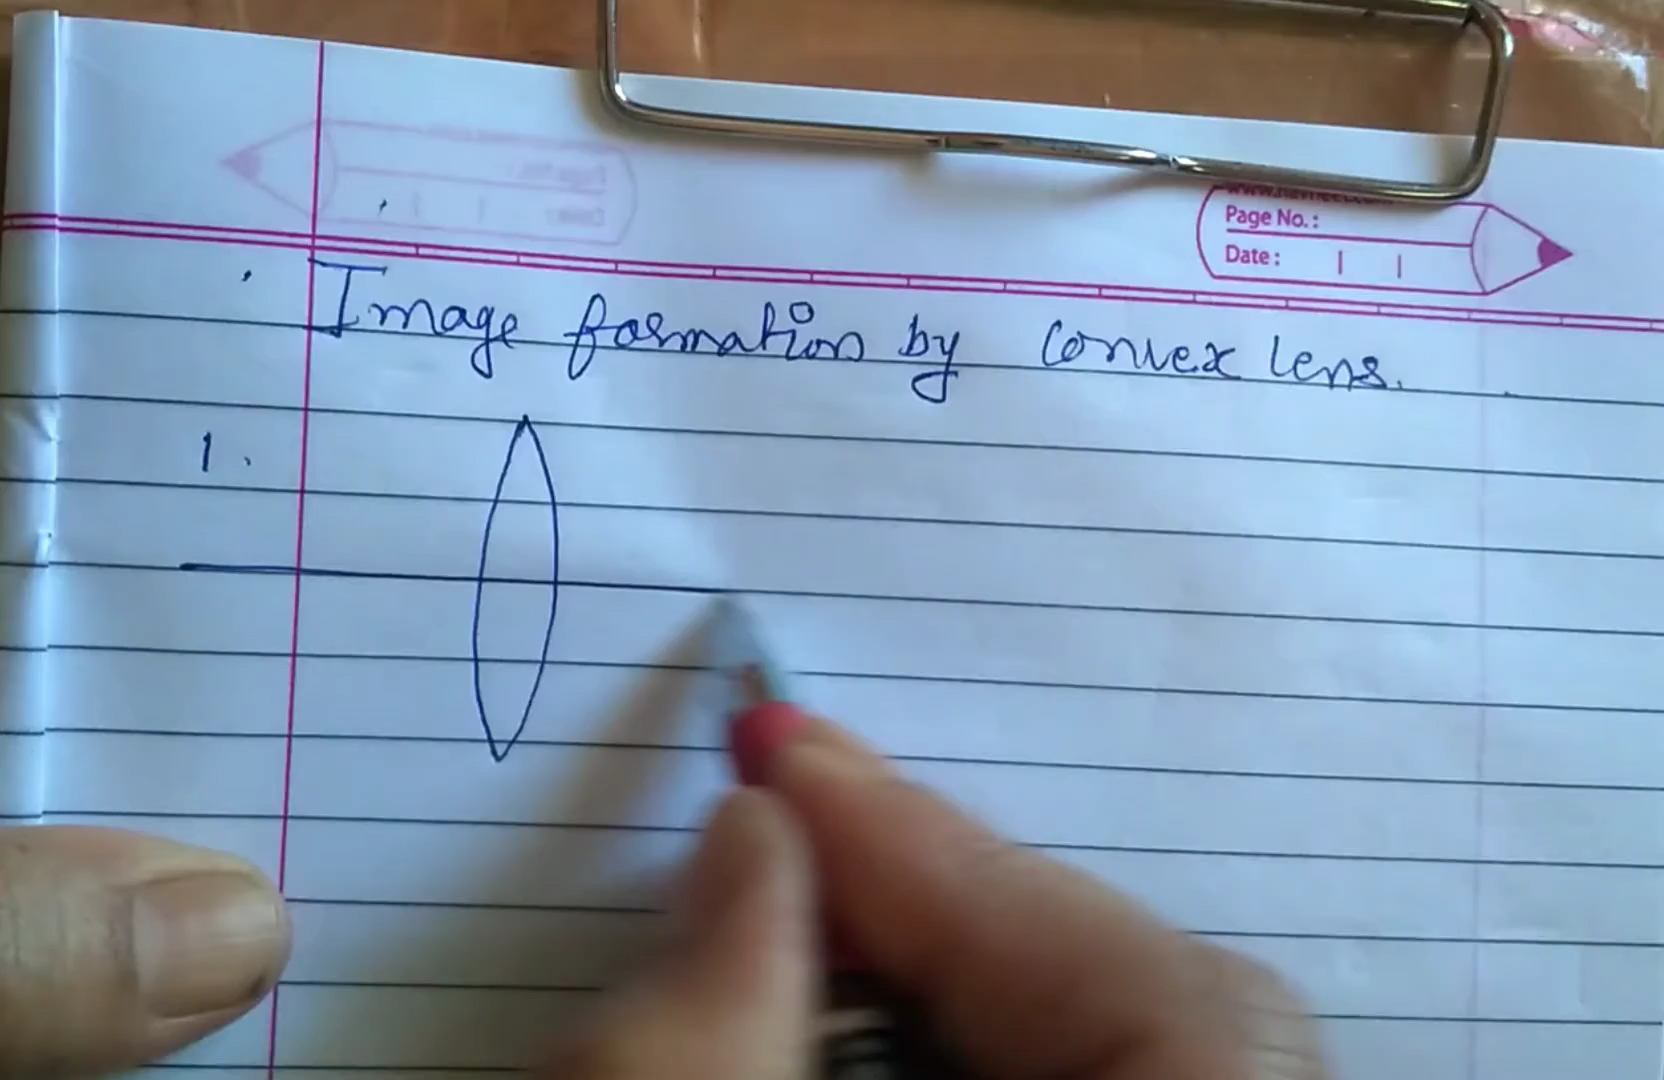 Page No. :
Date :
Image formation by convex lens.
1.